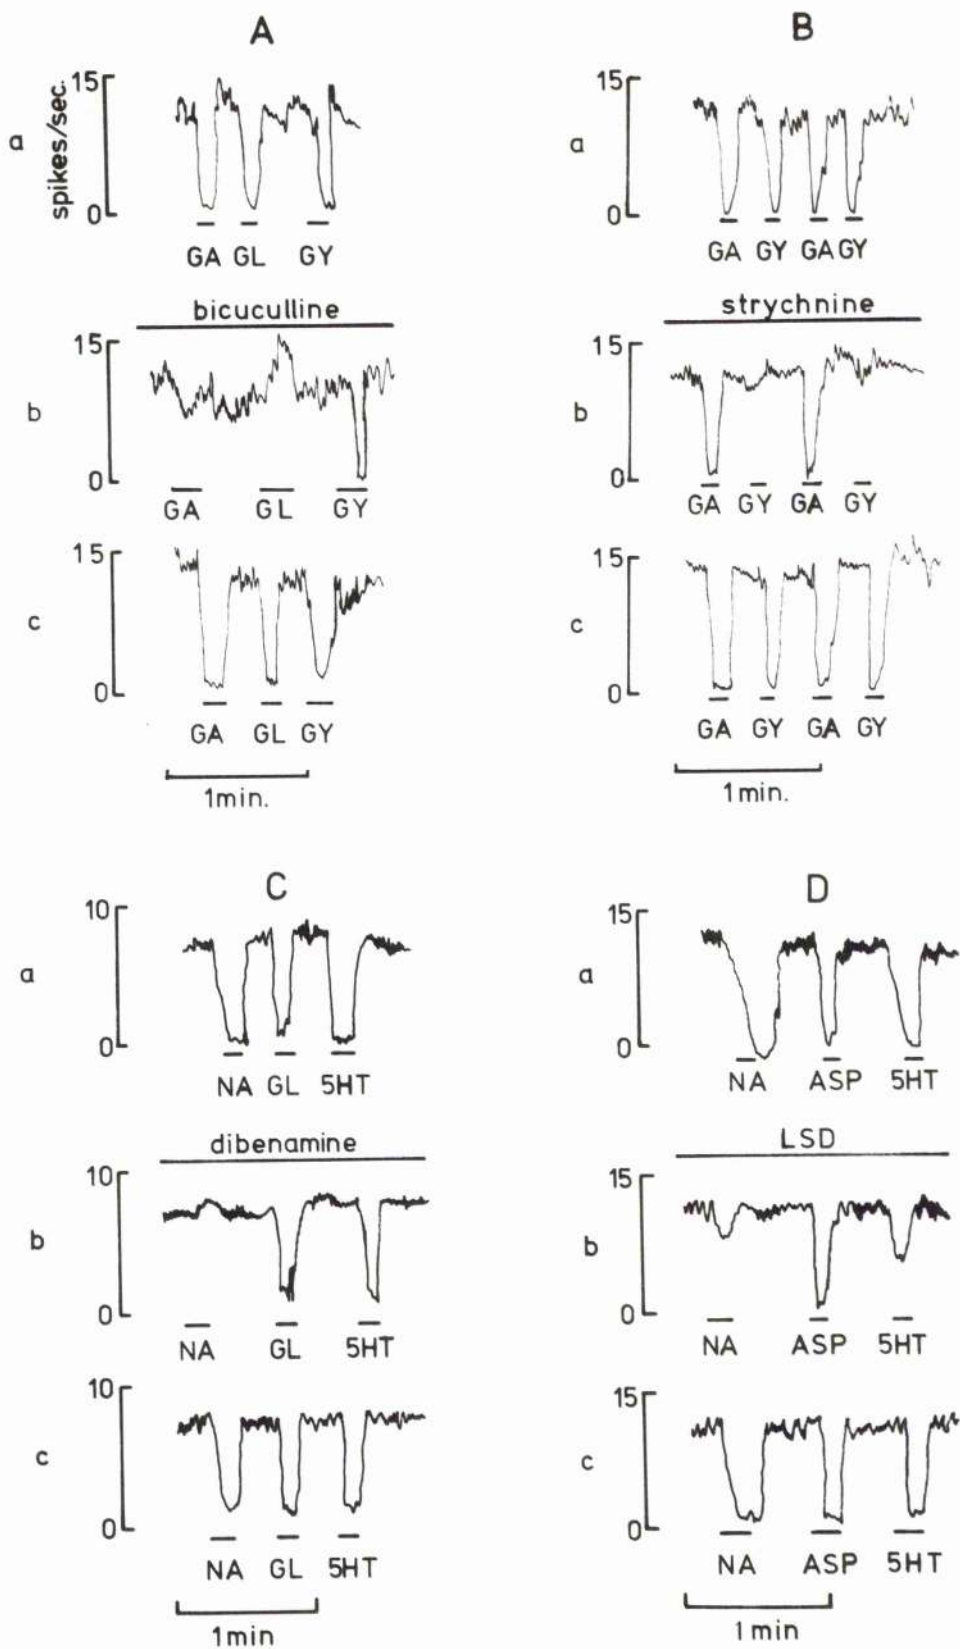 A
a
spikes/sec.
15
0
GA GL GY
bicuculline
b
15
0
GA GL GY
c
15
0
GA GL GY
1min.
B
a
15
0
GA GY GA GY
strychnine
b
15
0
GA GY GA GY
c
15
0
GA GY GA GY
1min.
C
a
10
0
NA GL 5HT
dibenamine
b
10
0
NA GL 5HT
c
10
0
NA GL 5HT
1min
D
a
15
0
NA ASP 5HT
LSD
b
15
0
NA ASP 5HT
c
15
0
NA ASP 5HT
1min